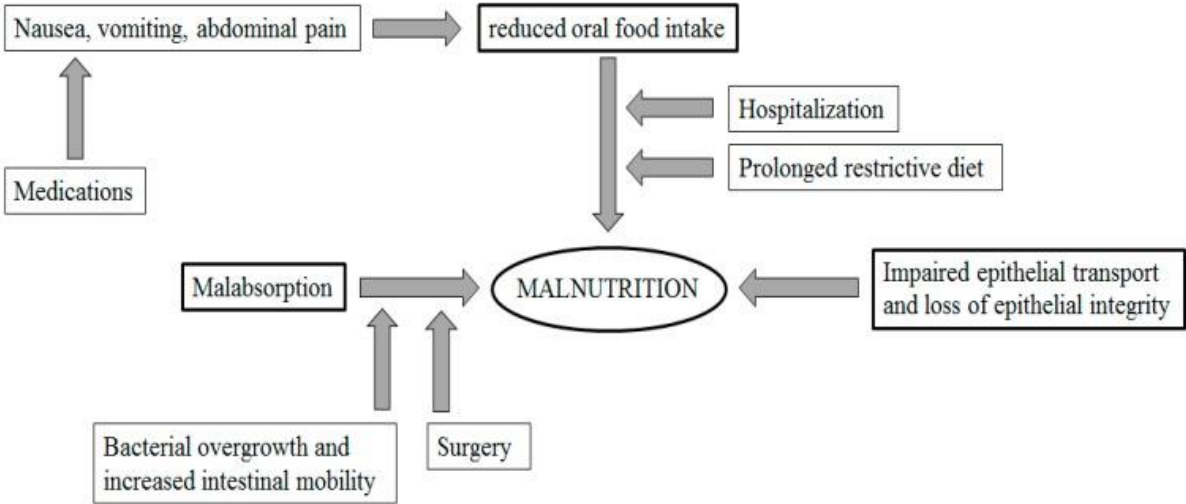 Nausea, vomiting, abdominal pain
reduced oral food intake
Hospitalization
Prolonged restrictive diet
Medications
Malabsorption
MALNUTRITION
Impaired epithelial transport
and loss of epithelial integrity
Bacterial overgrowth and
increased intestinal mobility
Surgery